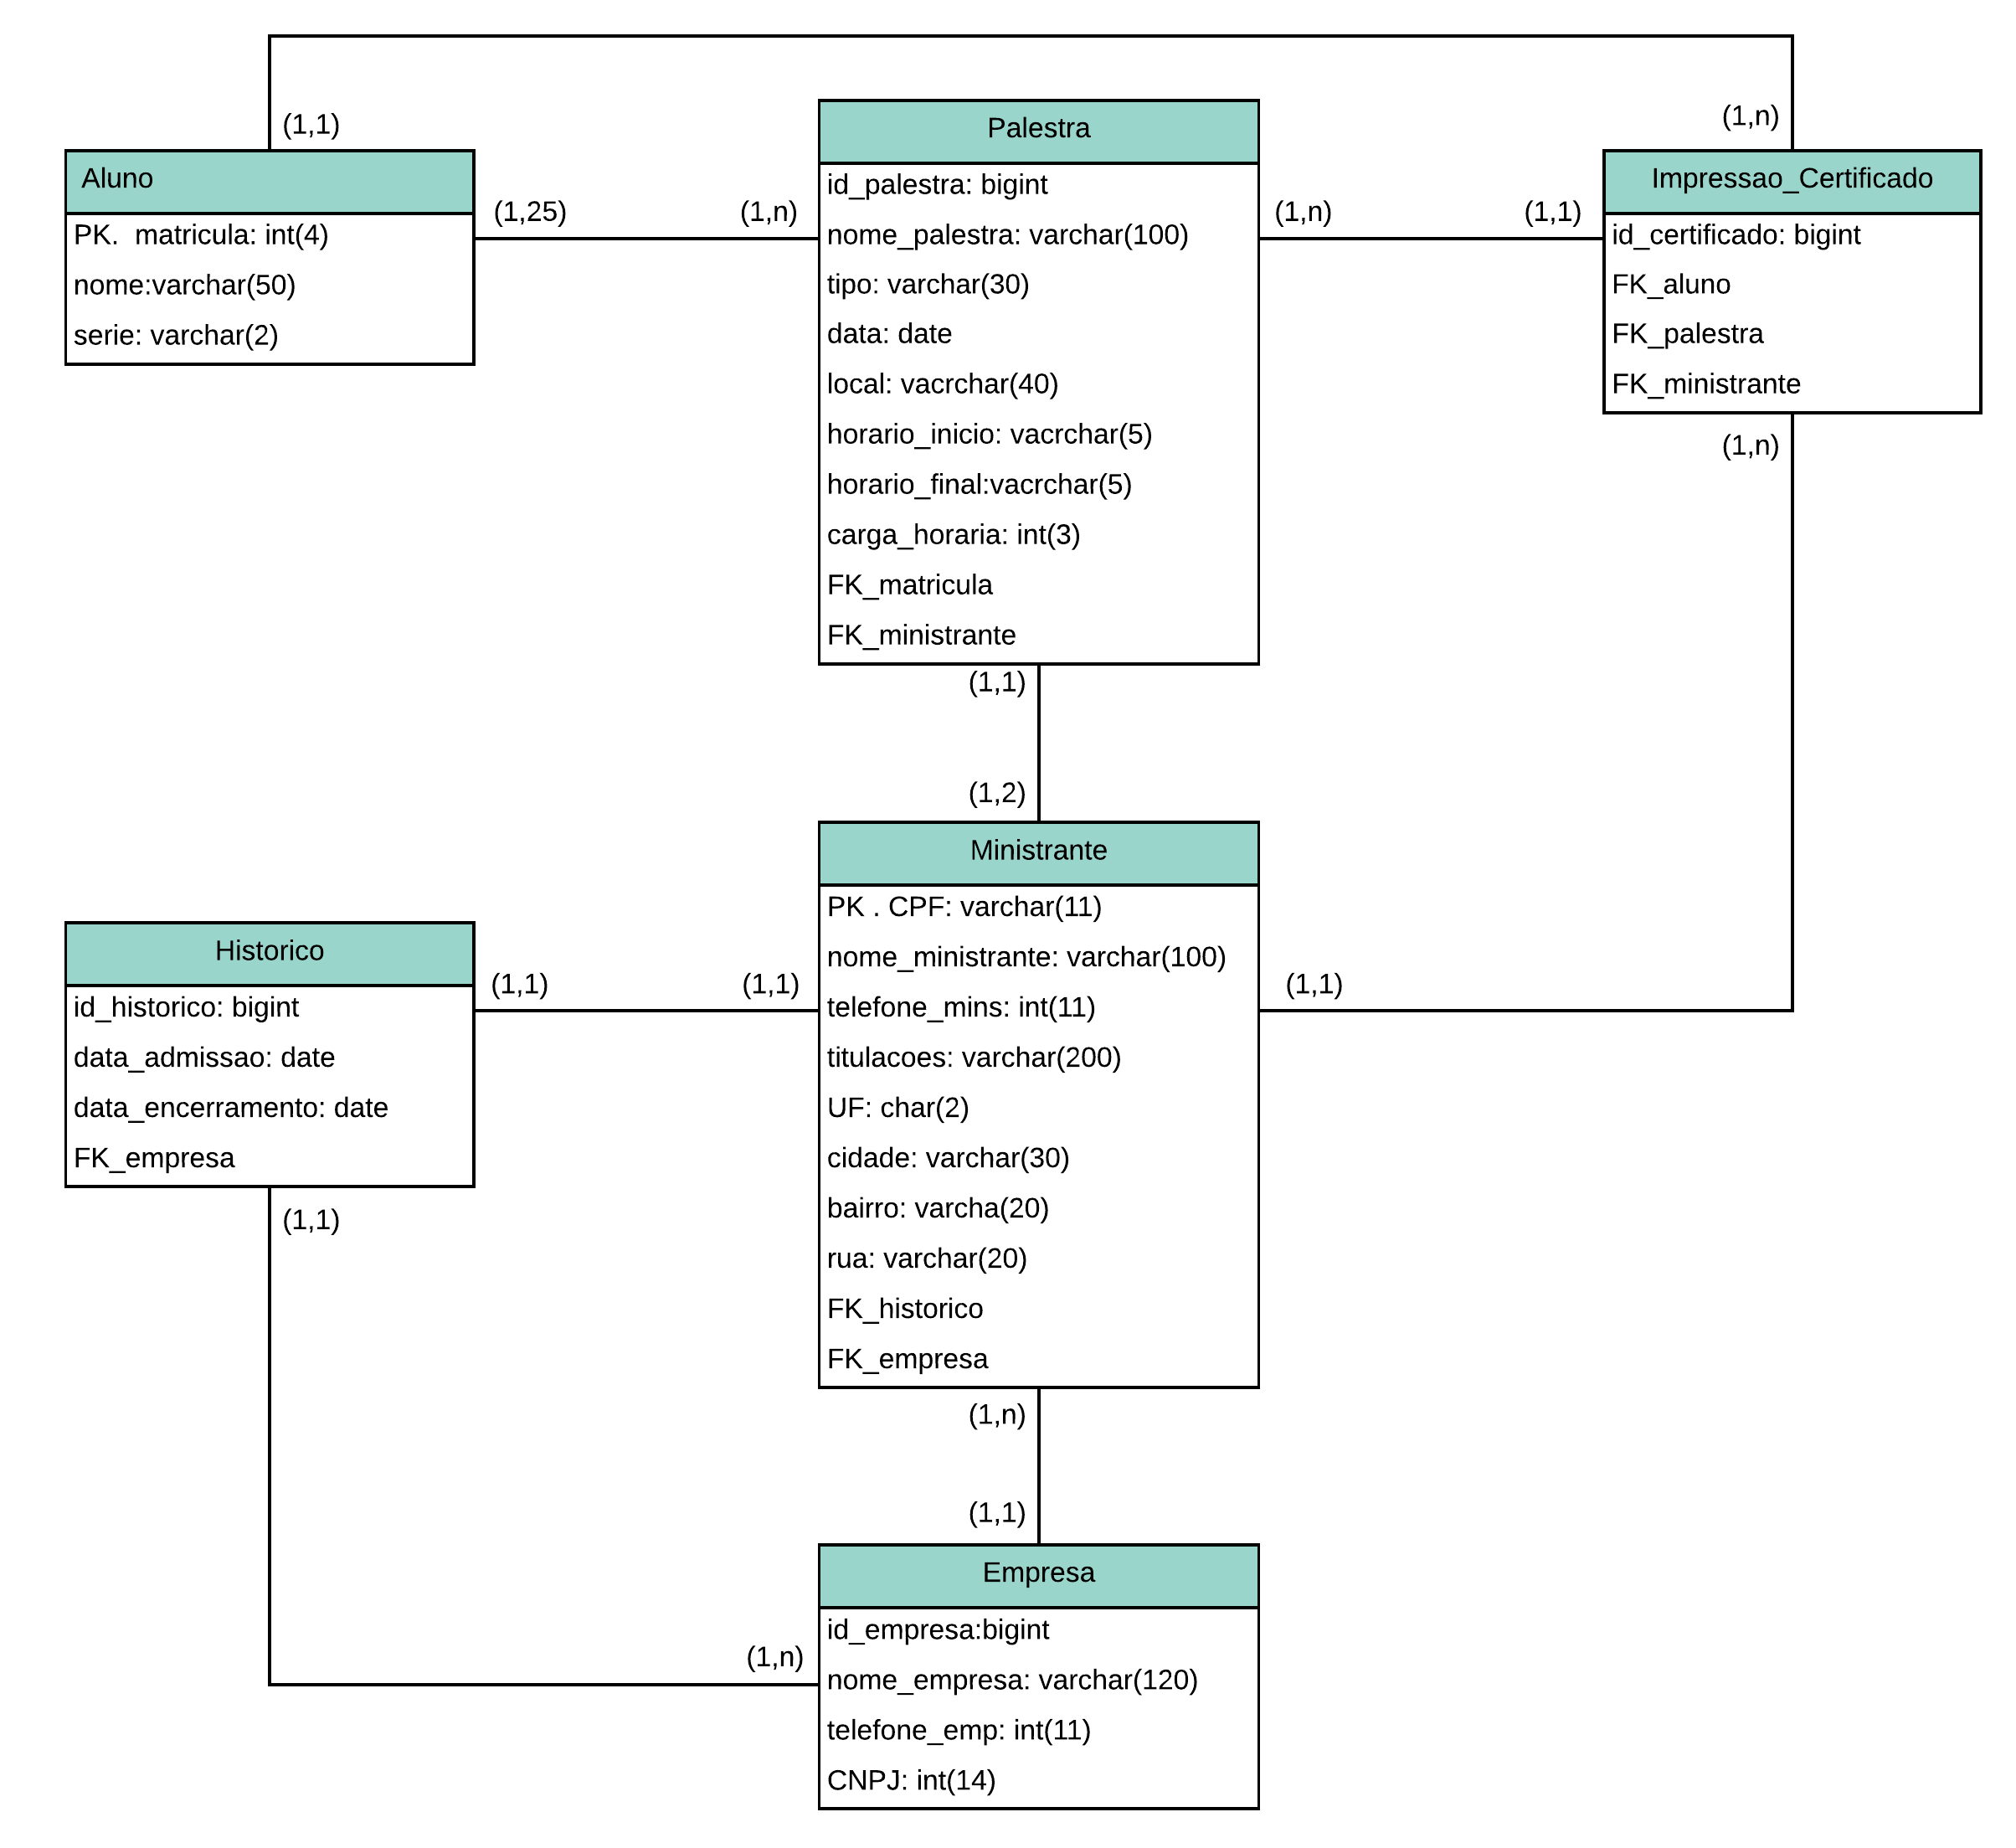 (1,1)
(1,n)
Aluno
PK.  matricula: int(4)
nome:varchar(50)
serie: varchar(2)
(1,25)
(1,n)
Palestra
id_palestra: bigint
nome_palestra: varchar(100)
tipo: varchar(30)
data: date
local: vacrchar(40)
horario_inicio: vacrchar(5)
horario_final:vacrchar(5)
carga_horaria: int(3)
FK_matricula
FK_ministrante
(1,n)
(1,1)
Impressao_Certificado
id_certificado: bigint
FK_aluno
FK_palestra
FK_ministrante
(1,n)
(1,1)
(1,2)
Historico
id_historico: bigint
data_admissao: date
data_encerramento: date
FK_empresa
(1,1)
(1,1)
Ministrante
PK . CPF: varchar(11)
nome_ministrante: varchar(100)
telefone_mins: int(11)
titulacoes: varchar(200)
UF: char(2)
cidade: varchar(30)
bairro: varcha(20)
rua: varchar(20)
FK_historico
FK_empresa
(1,1)
(1,1)
(1,n)
(1,1)
(1,n)
Empresa
id_empresa:bigint
nome_empresa: varchar(120)
telefone_emp: int(11)
CNPJ: int(14)